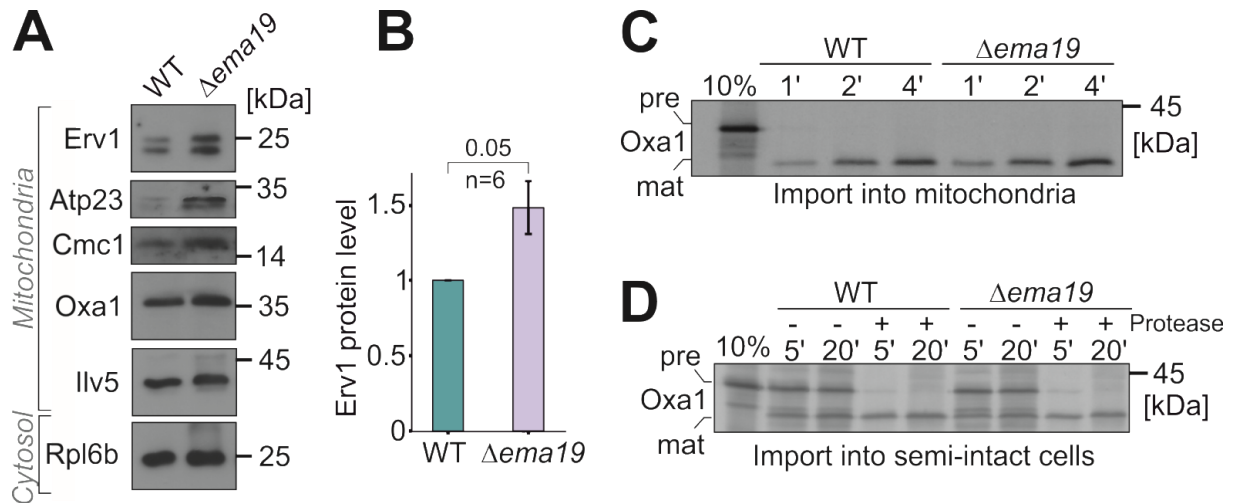 A
WT Δema19
[kDa]
Mitochondria
Erv1 25
Atp23 35
Cmc1 14
Oxa1 35
Ilv5 45
Cytosol
Rpl6b 25
B
0.05
n=6
Erv1 protein level
1.5
1
0.5
0
WT Δema19
C
WT Δema19
10% 1' 2' 4' 1' 2' 4'
pre 45
Oxa1 [kDa]
mat
Import into mitochondria
D
WT Δema19
- - + + - - + + Protease
10% 5' 20' 5' 20' 5' 20' 5' 20'
pre 45
Oxa1 [kDa]
mat
Import into semi-intact cells